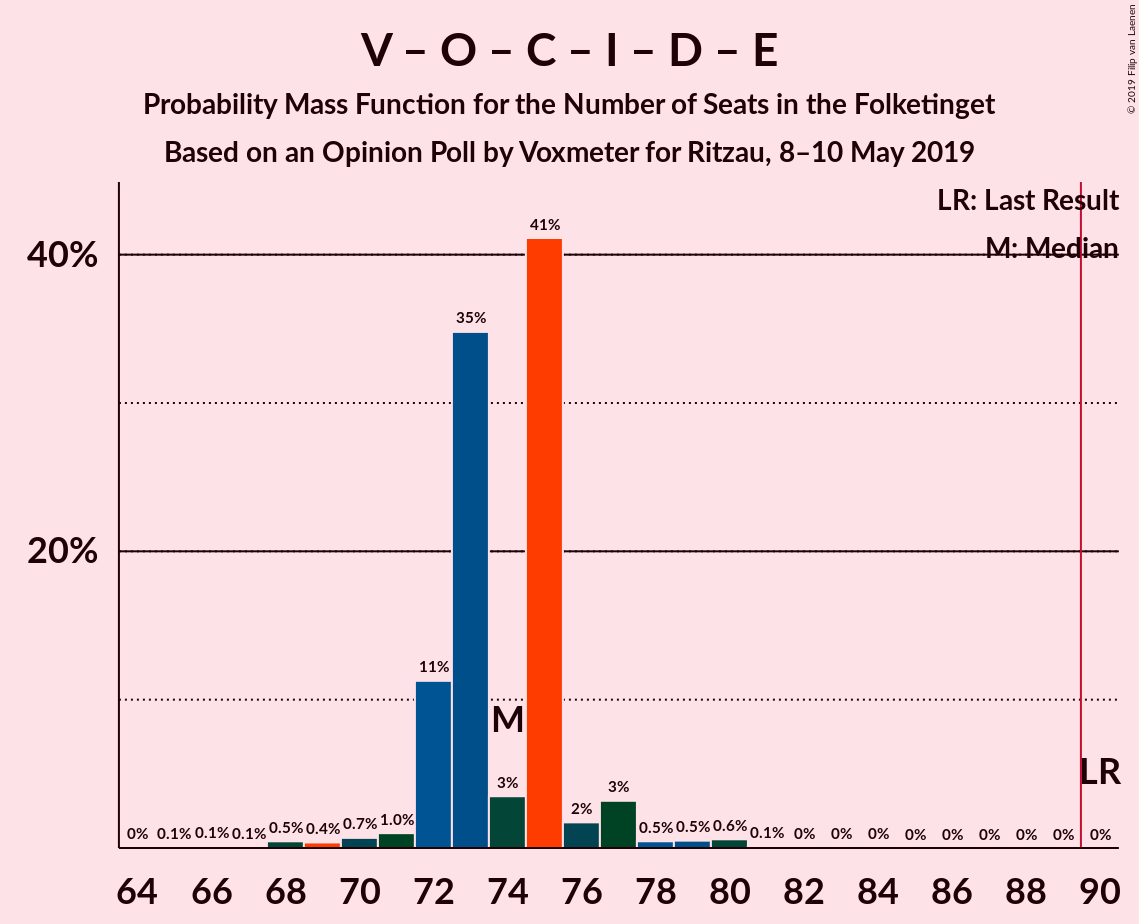 V – O – C – I – D – E
Probability Mass Function for the Number of Seats in the Folketinget
Based on an Opinion Poll by Voxmeter for Ritzau, 8–10 May 2019
© 2019 Filip van Laenen
LR: Last Result
M: Median
40%
20%
0% 0.1% 0.1% 0.1% 0.5% 0.4% 0.7% 1.0% 11% 35% 3% 41% 2% 3% 0.5% 0.5% 0.6% 0.1% 0% 0% 0% 0% 0% 0% 0% 0% 0%
M
LR
64 66 68 70 72 74 76 78 80 82 84 86 88 90